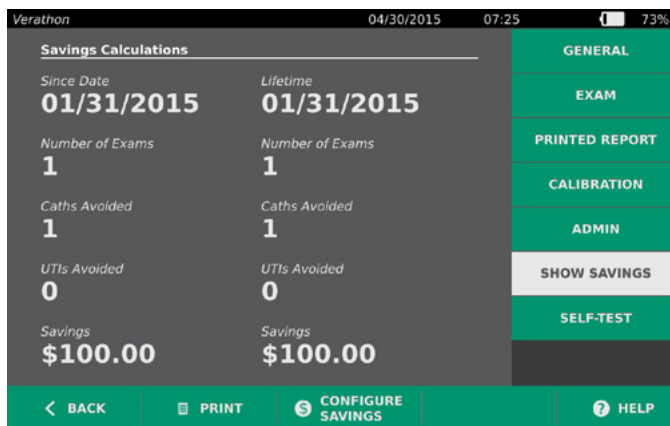 Verathon 04/30/2015 07:25 73%
Savings Calculations
Since Date Lifetime
01/31/2015 01/31/2015
Number of Exams Number of Exams
1 1
Caths Avoided Caths Avoided
1 1
UTIs Avoided UTIs Avoided
0 0
Savings Savings
$100.00 $100.00
GENERAL
EXAM
PRINTED REPORT
CALIBRATION
ADMIN
SHOW SAVINGS
SELF-TEST
BACK PRINT $ CONFIGURE SAVINGS ? HELP